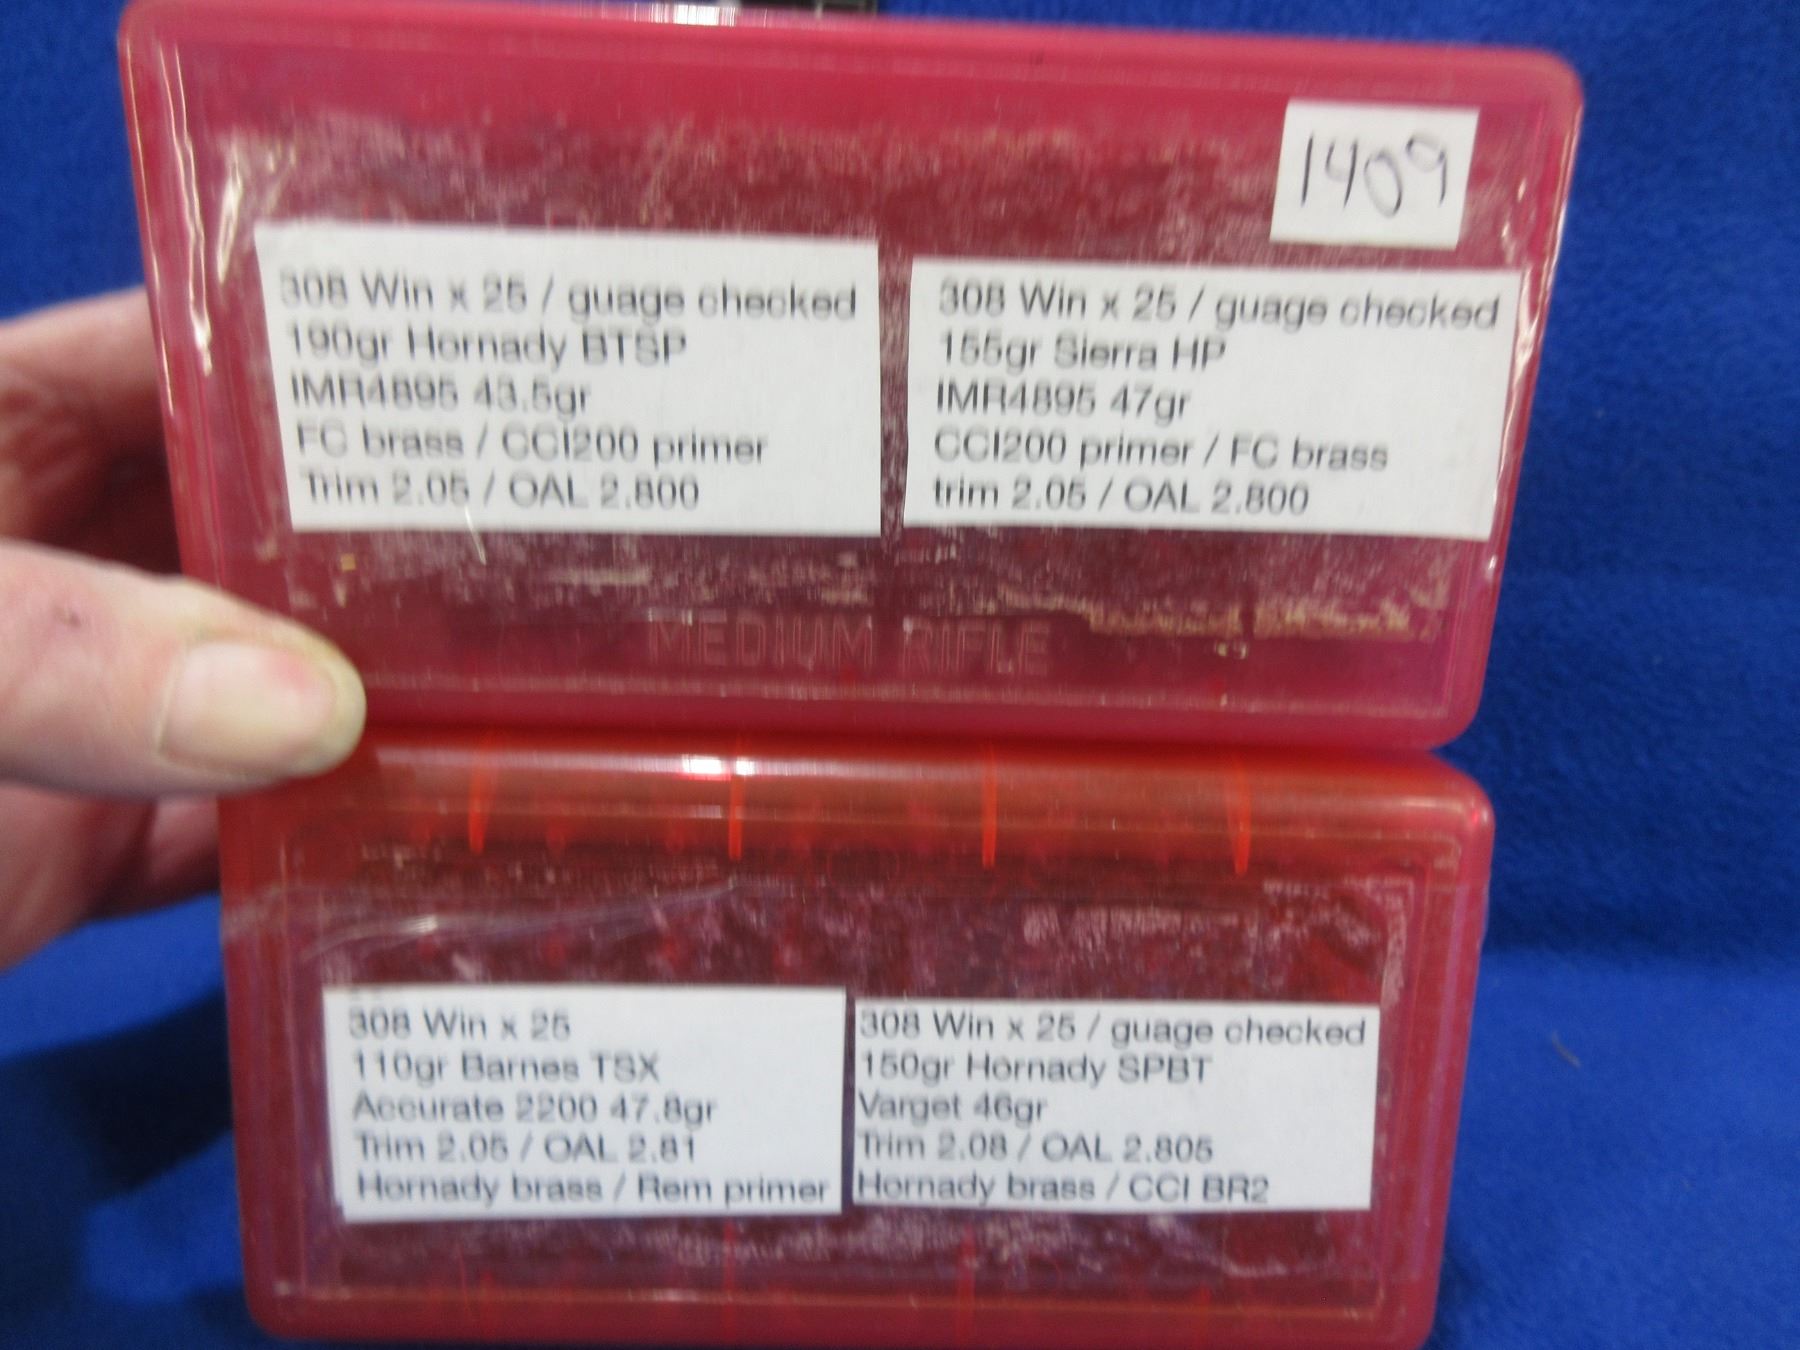 1409
308 Win x 25 / guage checked
190gr Hornady BTSP
IMR4895 43.5gr
FC brass / CCI200 primer
Trim 2.05 / OAL 2.800
308 Win x 25 / guage checked
155gr Sierra HP
IMR4895 47gr
CCI200 primer / FC brass
trim 2.05 / OAL 2.800
MEDIUM RIFLE
308 Win x 25
110gr Barnes TSX
Accurate 2200 47.8gr
Trim 2.05 / OAL 2.81
Hornady brass / Rem primer
308 Win x 25 / guage checked
150gr Hornady SPBT
Varget 46gr
Trim 2.08 / OAL 2.805
Hornady brass / CCI BR2